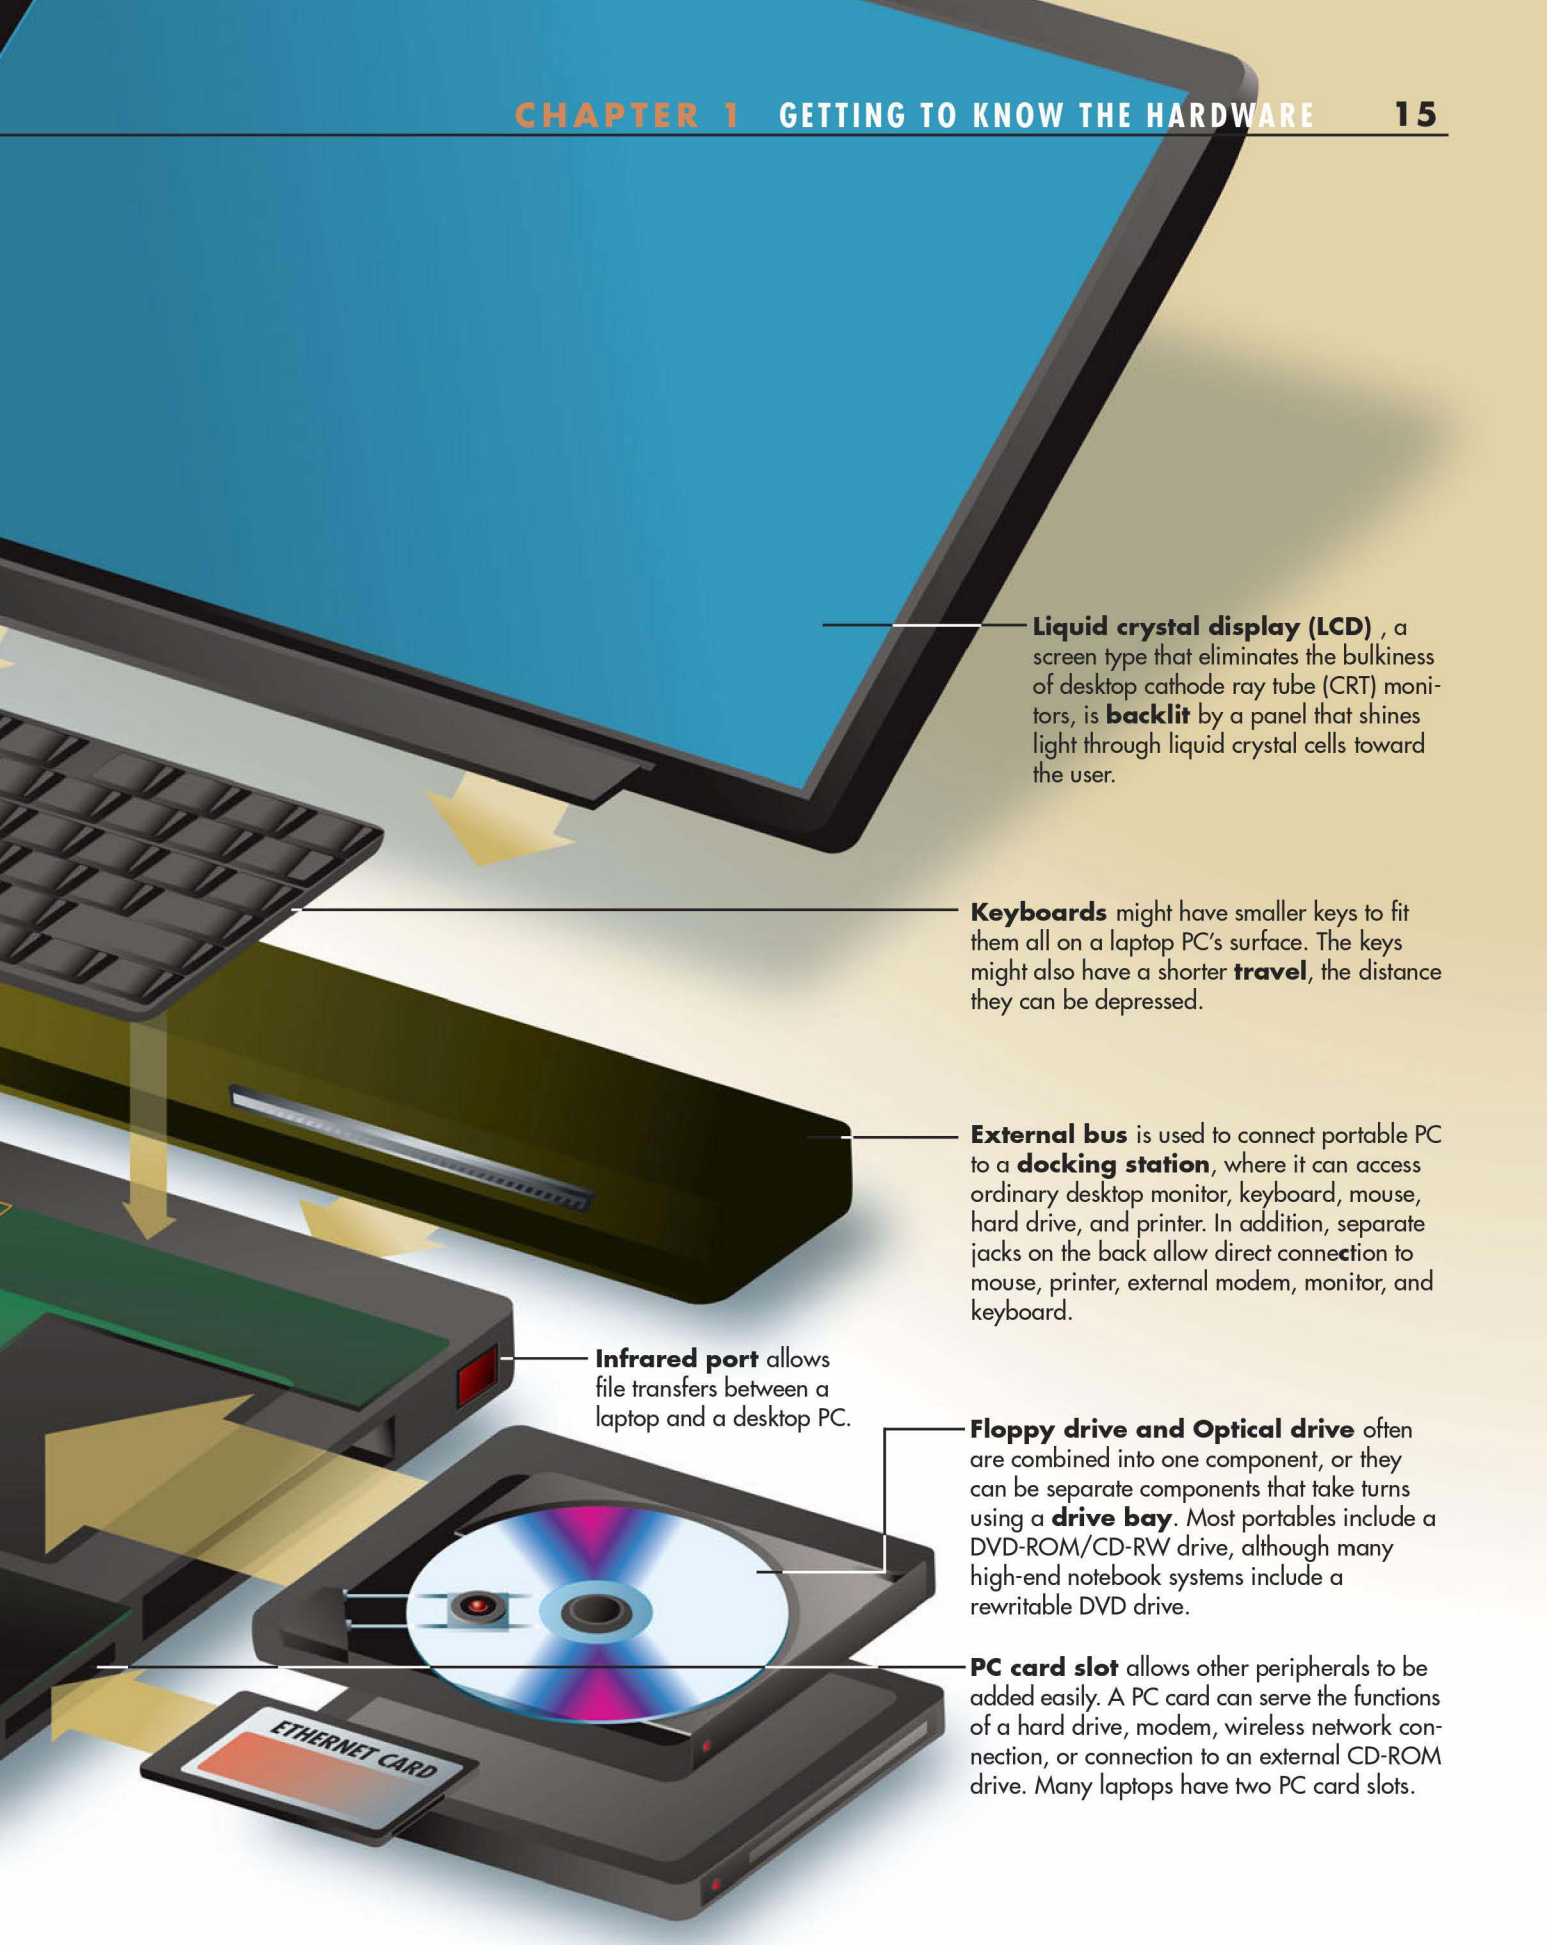 CHAPTER 1 GETTING TO KNOW THE HARDWARE 15
Liquid crystal display (LCD) , a
screen type that eliminates the bulkiness
of desktop cathode ray tube (CRT) moni-
tors, is backlit by a panel that shines
light through liquid crystal cells toward
the user.
Keyboards might have smaller keys to fit
them all on a laptop PC's surface. The keys
might also have a shorter travel, the distance
they can be depressed.
External bus is used to connect portable PC
to a docking station, where it can access
ordinary desktop monitor, keyboard, mouse,
hard drive, and printer. In addition, separate
jacks on the back allow direct connection to
mouse, printer, external modem, monitor, and
keyboard.
Infrared port allows
file transfers between a
laptop and a desktop PC.
Floppy drive and Optical drive often
are combined into one component, or they
can be separate components that take turns
using a drive bay. Most portables include a
DVD-ROM/CD-RW drive, although many
high-end notebook systems include a
rewritable DVD drive.
PC card slot allows other peripherals to be
added easily. A PC card can serve the functions
of a hard drive, modem, wireless network con-
nection, or connection to an external CD-ROM
drive. Many laptops have two PC card slots.
ETHERNET CARD